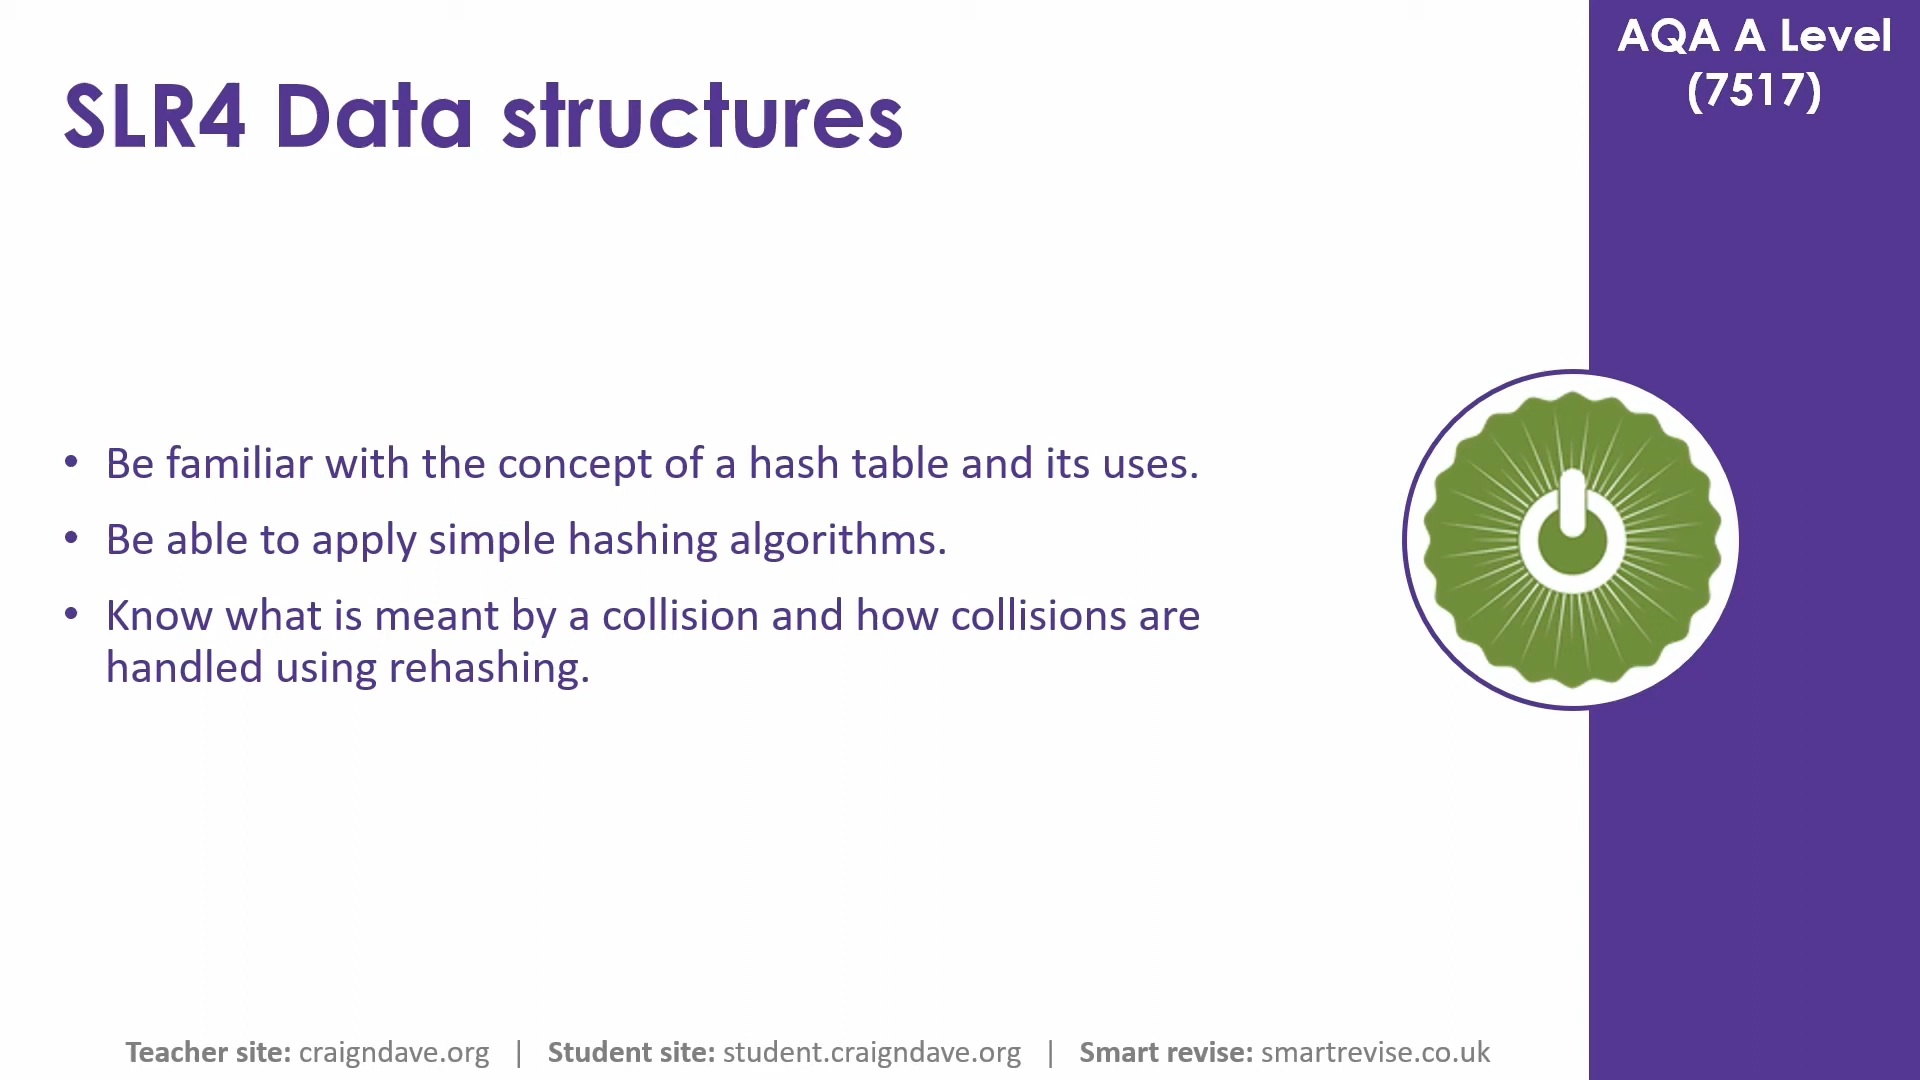 AQA A Level
(7517)
SLR4 Data structures
• Be familiar with the concept of a hash table and its uses.
• Be able to apply simple hashing algorithms.
• Know what is meant by a collision and how collisions are
handled using rehashing.
Teacher site: craigndave.org | Student site: student.craigndave.org | Smart revise: smartrevise.co.uk